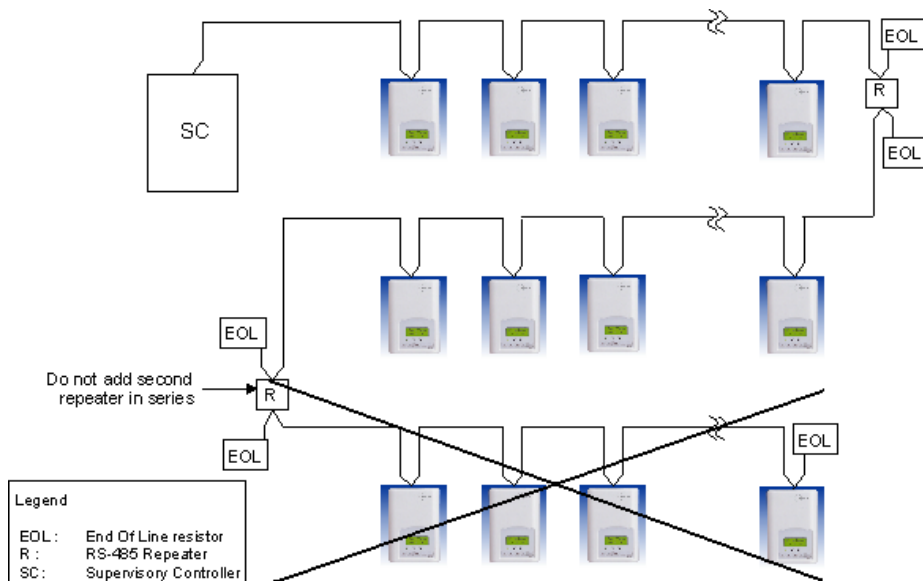 EOL
R
SC
EOL
EOL
Do not add second
repeater in series
R
EOL
EOL
Legend
EOL : End Of Line resistor
R : RS-485 Repeater
SC: Supervisory Controller